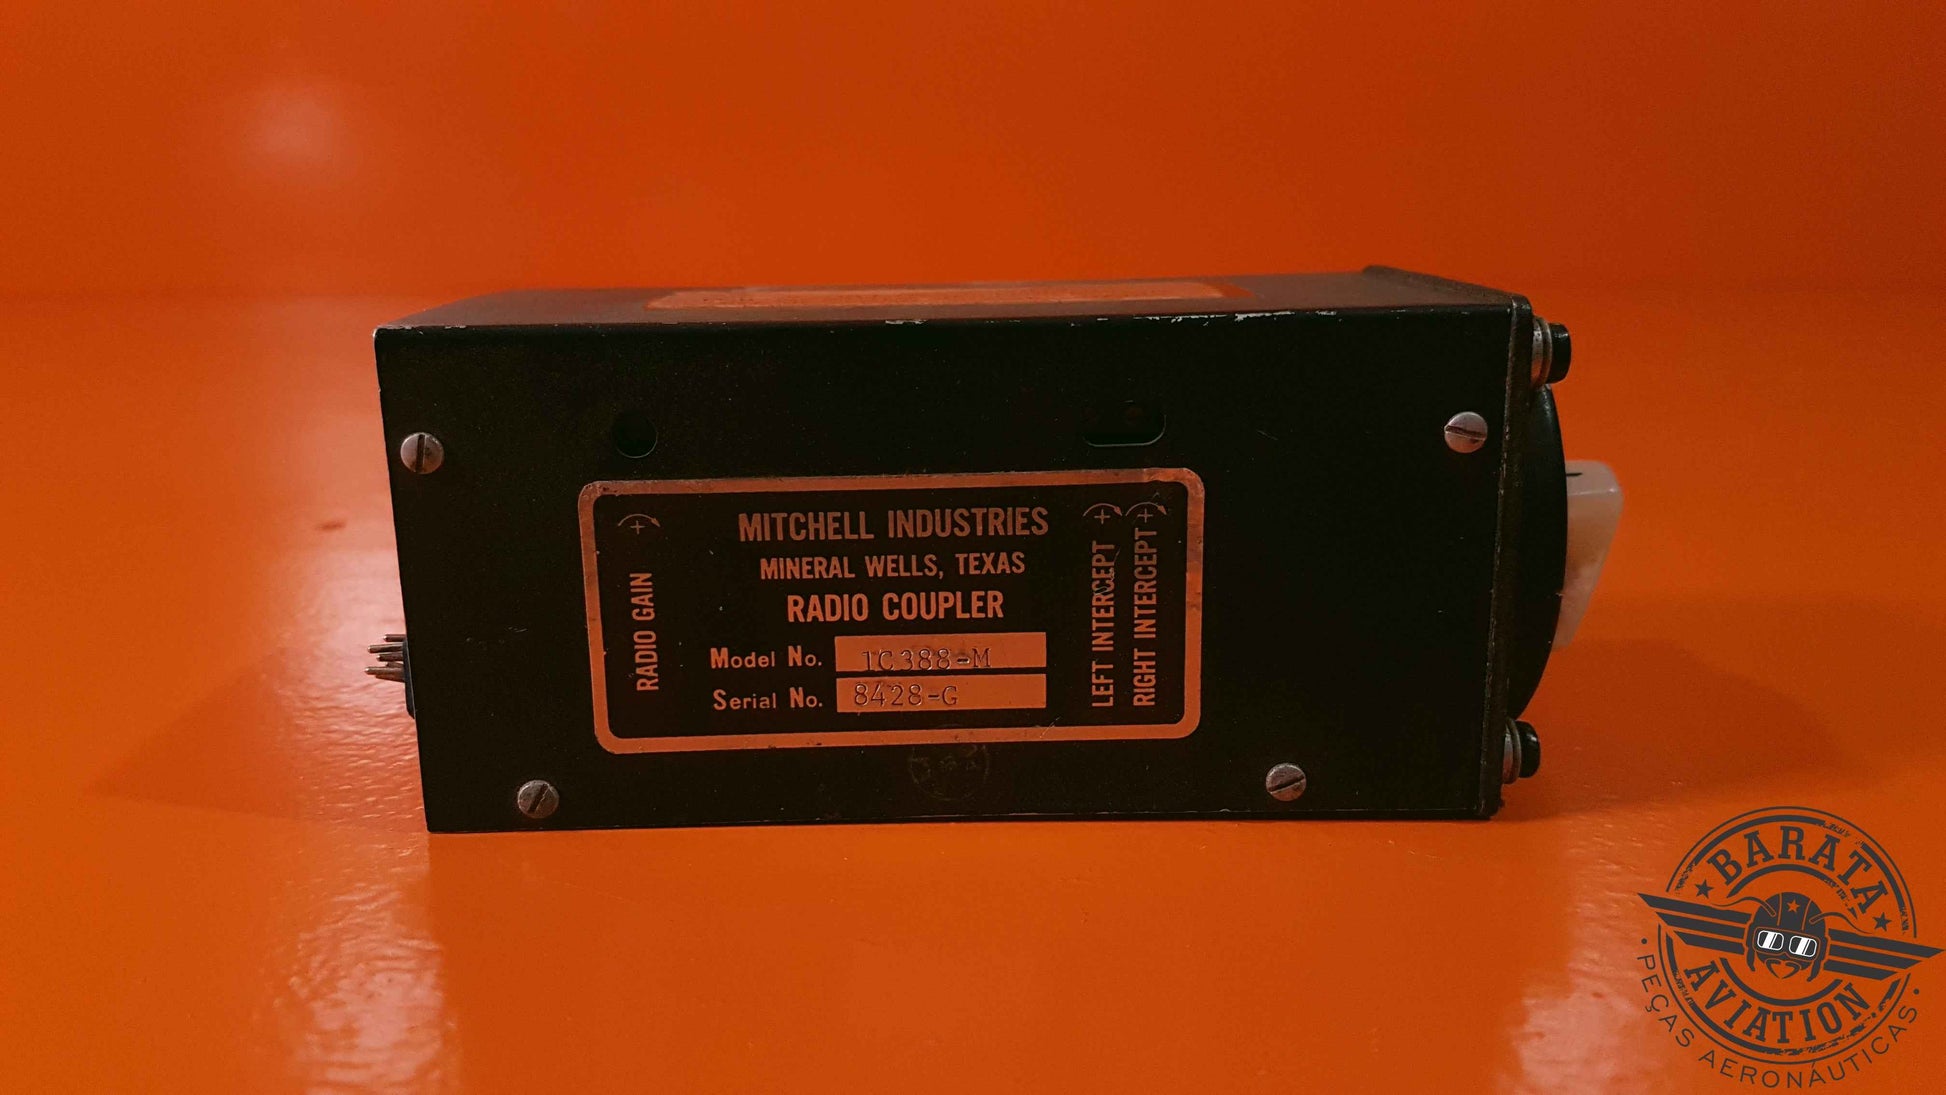 MITCHELL INDUSTRIES
MINERAL WELLS, TEXAS
RADIO COUPLER
Model No. 1C388-M
Serial No. 8428-G
RADIO GAIN
LEFT INTERCEPT
RIGHT INTERCEPT
BARATA
AVIATION
• PEÇAS AERONÁUTICAS •